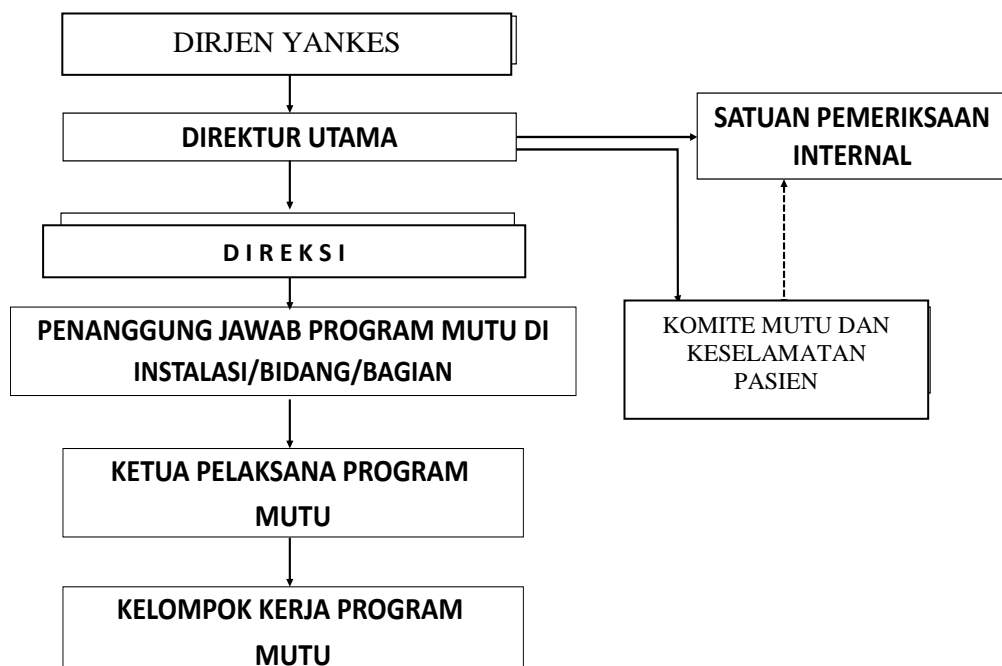 DIRJEN YANKES
DIREKTUR UTAMA
SATUAN PEMERIKSAAN
INTERNAL
D I R E K S I
PENANGGUNG JAWAB PROGRAM MUTU DI
INSTALASI/BIDANG/BAGIAN
KOMITE MUTU DAN
KESELAMATAN
PASIEN
KETUA PELAKSANA PROGRAM
MUTU
KELOMPOK KERJA PROGRAM
MUTU